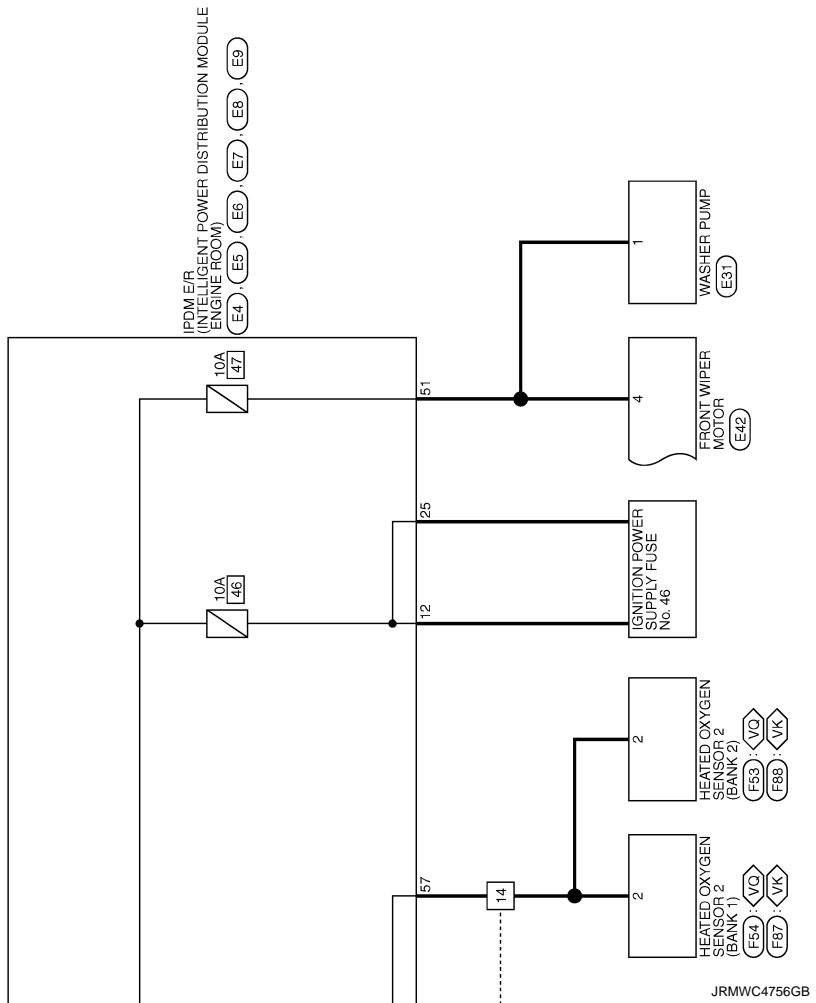 IPDM E/R
(INTELLIGENT POWER DISTRIBUTION MODULE
ENGINE ROOM)
E4 , E5 , E6 , E7 , E8 , E9
10A
47
51
1
WASHER PUMP
E31
4
FRONT WIPER
MOTOR
E42
10A
46
25
12
IGNITION POWER
SUPPLY FUSE
No. 46
2
HEATED OXYGEN
SENSOR 2
(BANK 2)
F53 : VQ
F88 : VK
57
14
2
HEATED OXYGEN
SENSOR 2
(BANK 1)
F54 : VQ
F87 : VK
JRMWC4756GB